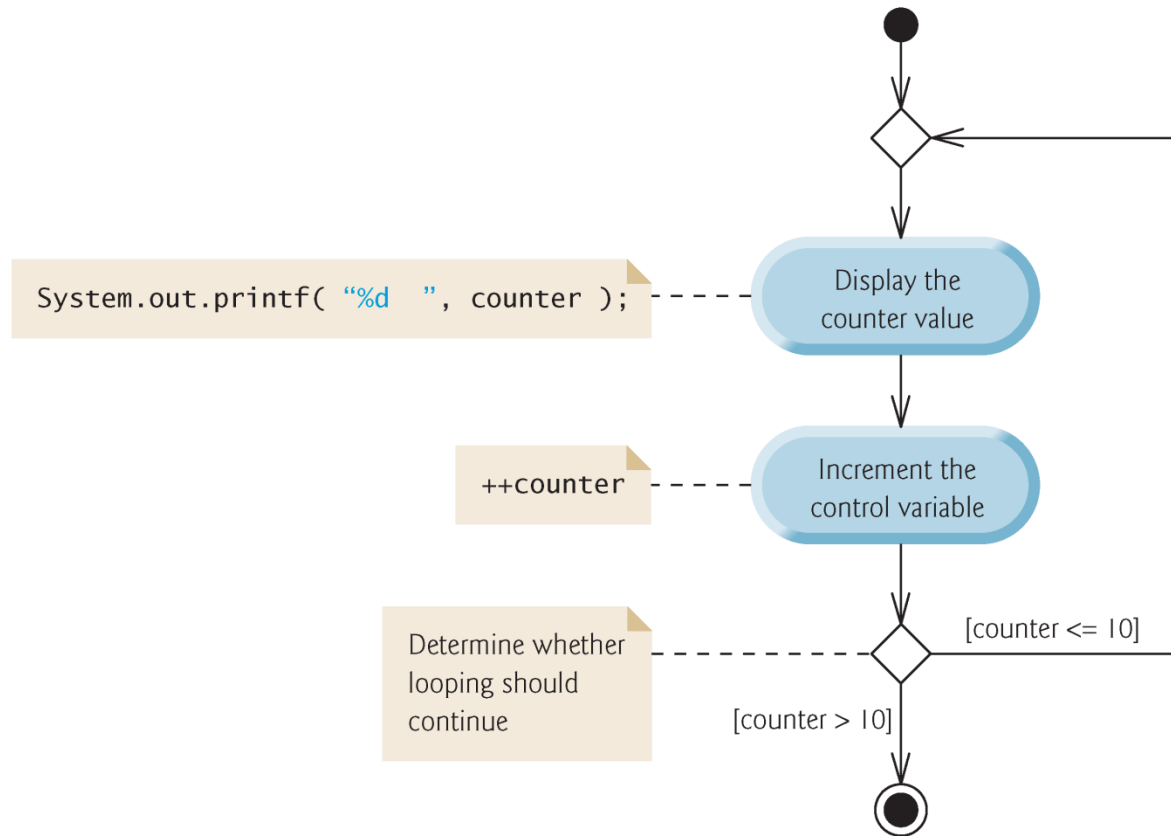 System.out.printf( “%d  ”, counter );
Display the
counter value
++counter
Increment the
control variable
Determine whether
looping should
continue
[counter <= 10]
[counter > 10]